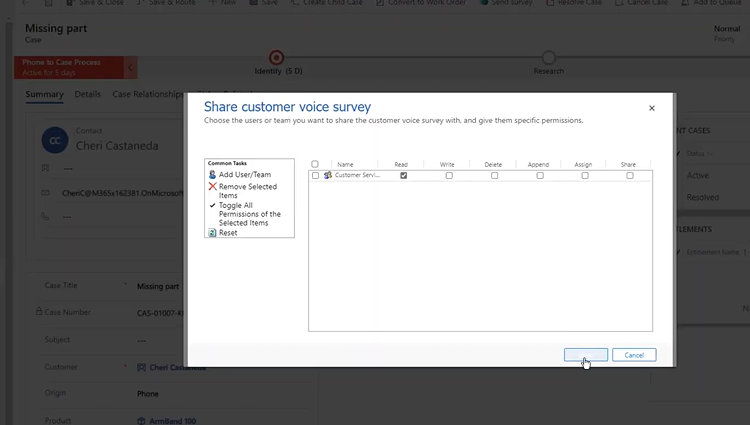 Save & Close
Save & Route
New
Save
Create Child Case
Convert to Work Order
Send survey
Resolve Case
Cancel Case
Add to Queue
Missing part
Case
Normal
Priority
Phone to Case Process
Active for 5 days
Identify (5 D)
Research
Summary
Details
Case Relationships
Share customer voice survey
Choose the users or team you want to share the customer voice survey with, and give them specific permissions.
Common Tasks
Add User/Team
Remove Selected
Items
Toggle All
Permissions of the
Selected Items
Reset
Name
Read
Write
Delete
Append
Assign
Share
Customer Servi...
Cancel
CC
Contact
Cheri Castaneda
---
CheriC@M365x162581.OnMicrosoft
---
NT CASES
Status
Active
Resolved
TLEMENTS
Entitlement Name
Case Title
*
Missing part
Case Number
Subject
---
Customer
*
Cheri Castaneda
Origin
Phone
Product
ArmBand 100